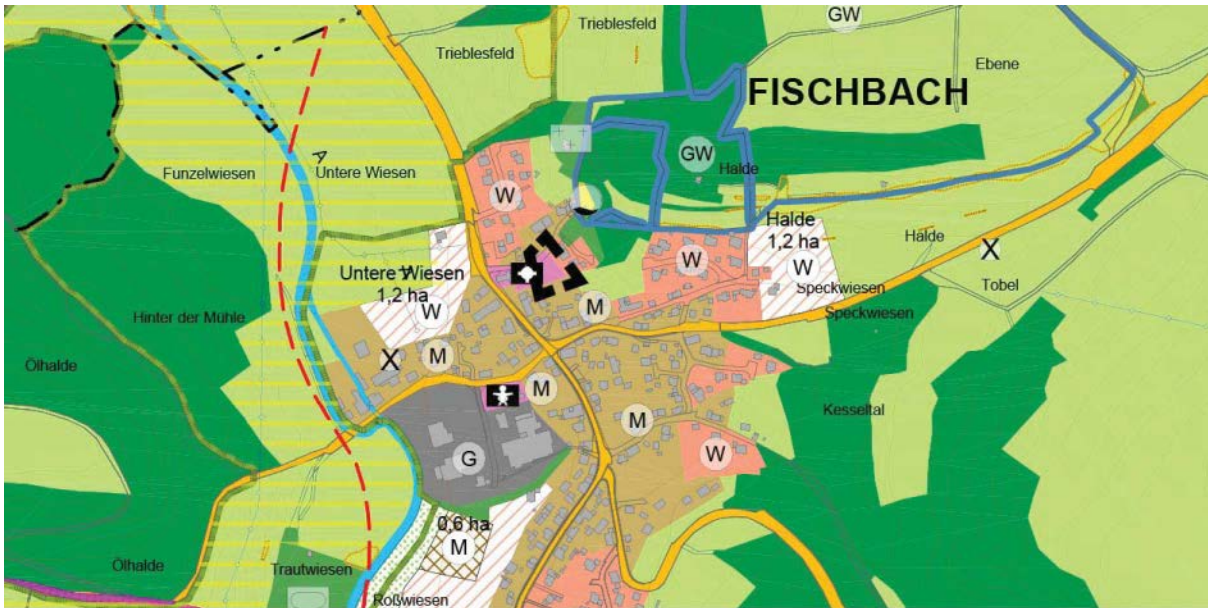 GW
Trieblesfeld
Trieblesfeld
Ebene
FISCHBACH
GW
Halde
Funzelwiesen
A
Untere Wiesen
W
Halde
1,2 ha
W
Halde
X
Untere Wiesen
A
1,2 ha
W
W
Speckwiesen
Tobel
Speckwiesen
M
Hinter der Mühle
X
M
Ölhalde
M
Kesseltal
M
W
G
0,6 ha
M
Ölhalde
Trautwiesen
Roßwiesen